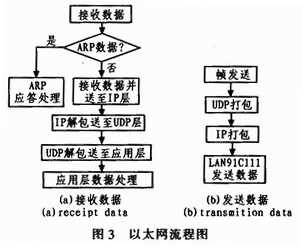 接收数据
ARP数据?
是
否
ARP
应答处理
接收数据并
送至IP层
IP解包送至UDP层
UDP解包送至应用层
应用层数据处理
(a)接收数据
(a)receipt data
帧发送
UDP打包
IP打包
LAN91C111
发送数据
(b)发送数据
(b)transmition data
图3 以太网流程图